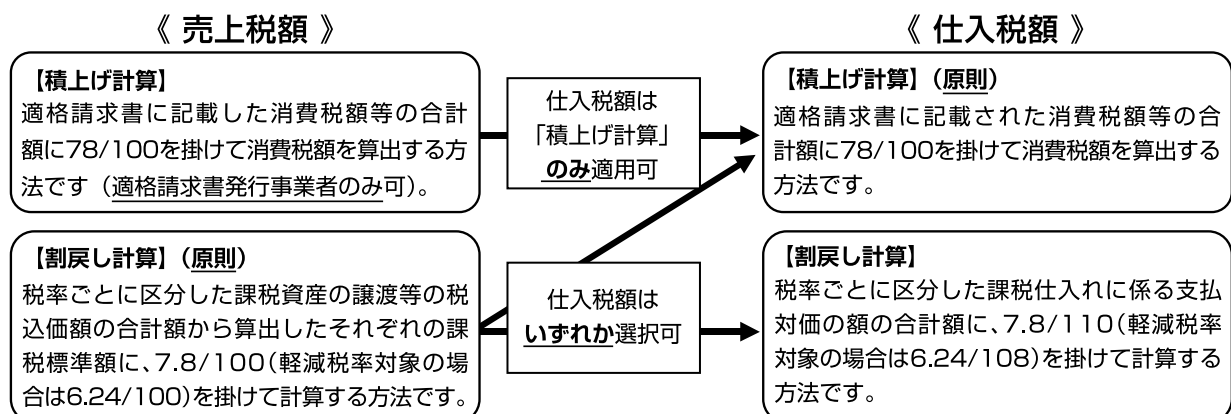 《 売上税額 》
【積上げ計算】
適格請求書に記載した消費税額等の合計
額に78/100を掛けて消費税額を算出する方
法です（適格請求書発行事業者のみ可）。
仕入税額は
「積上げ計算」
のみ適用可
《 仕入税額 》
【積上げ計算】（原則）
適格請求書に記載された消費税額等の合
計額に78/100を掛けて消費税額を算出する
方法です。
【割戻し計算】（原則）
税率ごとに区分した課税資産の譲渡等の税
込価額の合計額から算出したそれぞれの課
税標準額に、7.8/100（軽減税率対象の場
合は6.24/100）を掛けて計算する方法です。
仕入税額は
いずれか選択可
【割戻し計算】
税率ごとに区分した課税仕入れに係る支払
対価の額の合計額に、7.8/110（軽減税率
対象の場合は6.24/108）を掛けて計算する
方法です。